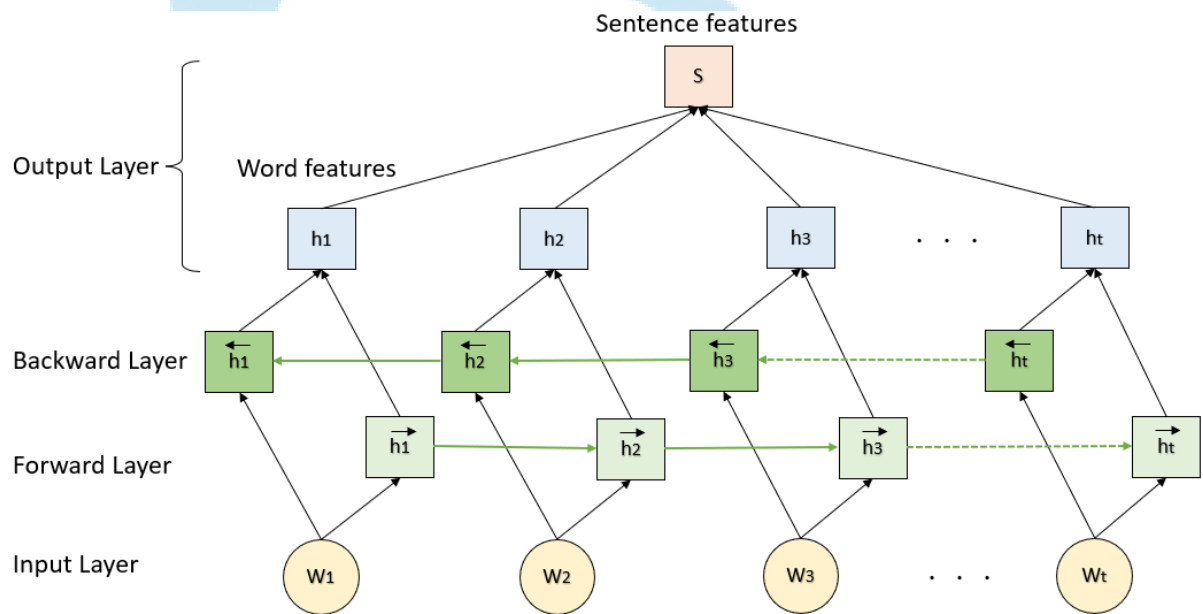 Sentence features
S
Output Layer
Word features
h1 h2 h3 . . . ht
Backward Layer
←h1 ←h2 ←h3 ←ht
→h1 →h2 →h3 →ht
Forward Layer
Input Layer
W1 W2 W3 . . . Wt